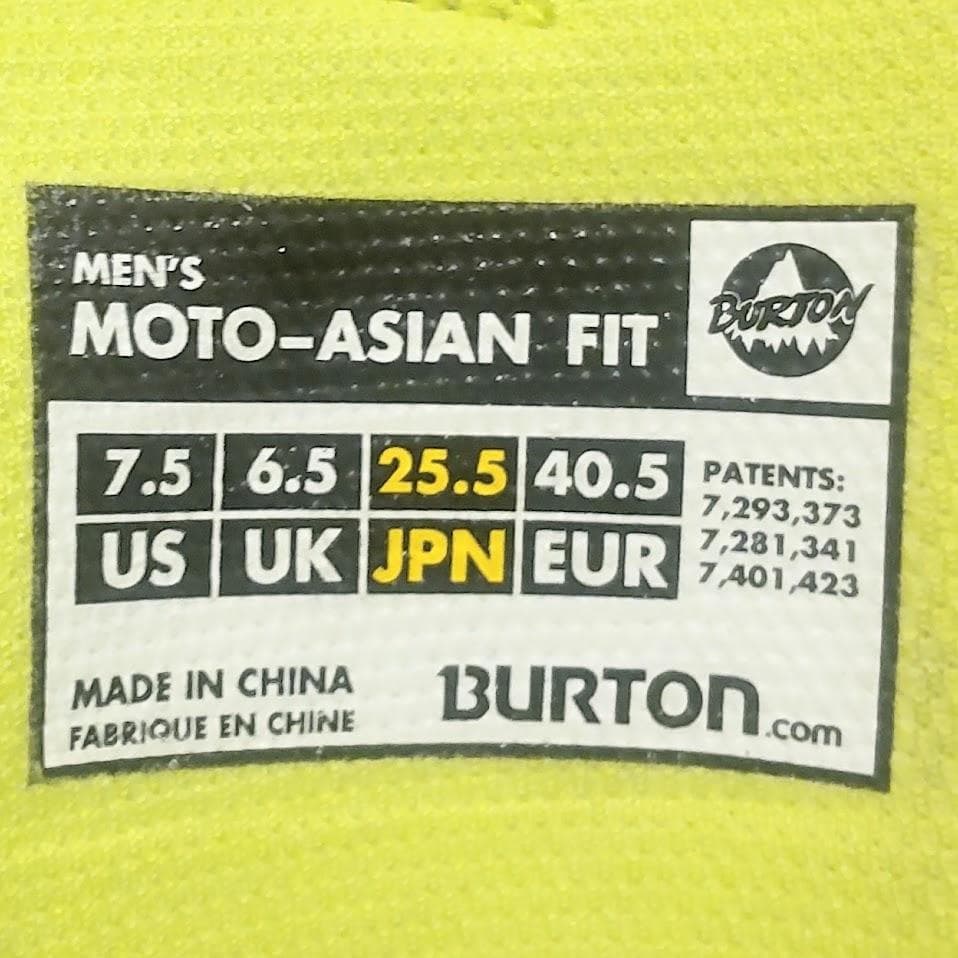 MEN'S
MOTO-ASIAN FIT
BURTON
7.5 6.5 25.5 40.5
US UK JPN EUR
PATENTS:
7,293,373
7,281,341
7,401,423
MADE IN CHINA
FABRIQUE EN CHINE
BURTON.com